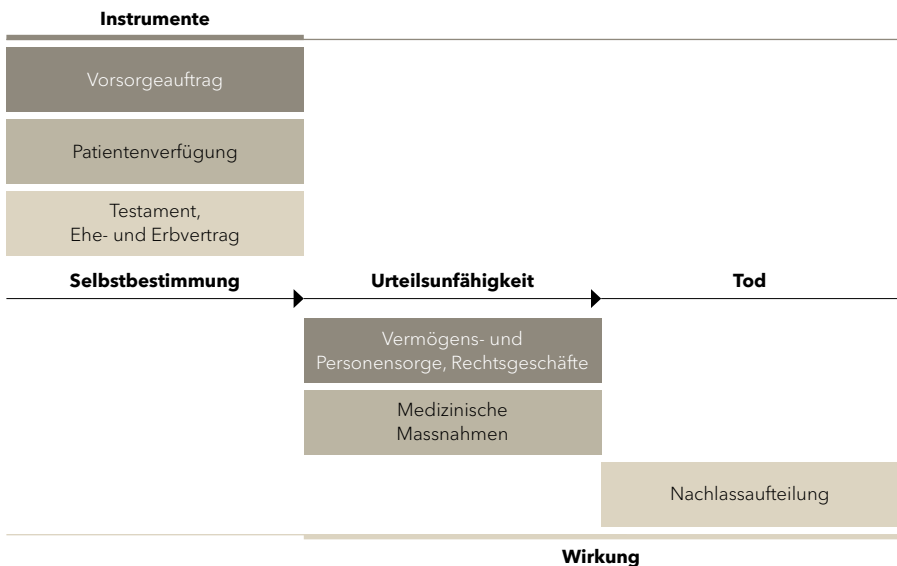 Instrumente
Vorsorgeauftrag
Patientenverfügung
Testament,
Ehe- und Erbvertrag
Selbstbestimmung
Urteilsunfähigkeit
Tod
Vermögens- und
Personensorge, Rechtsgeschäfte
Medizinische
Massnahmen
Nachlassaufteilung
Wirkung